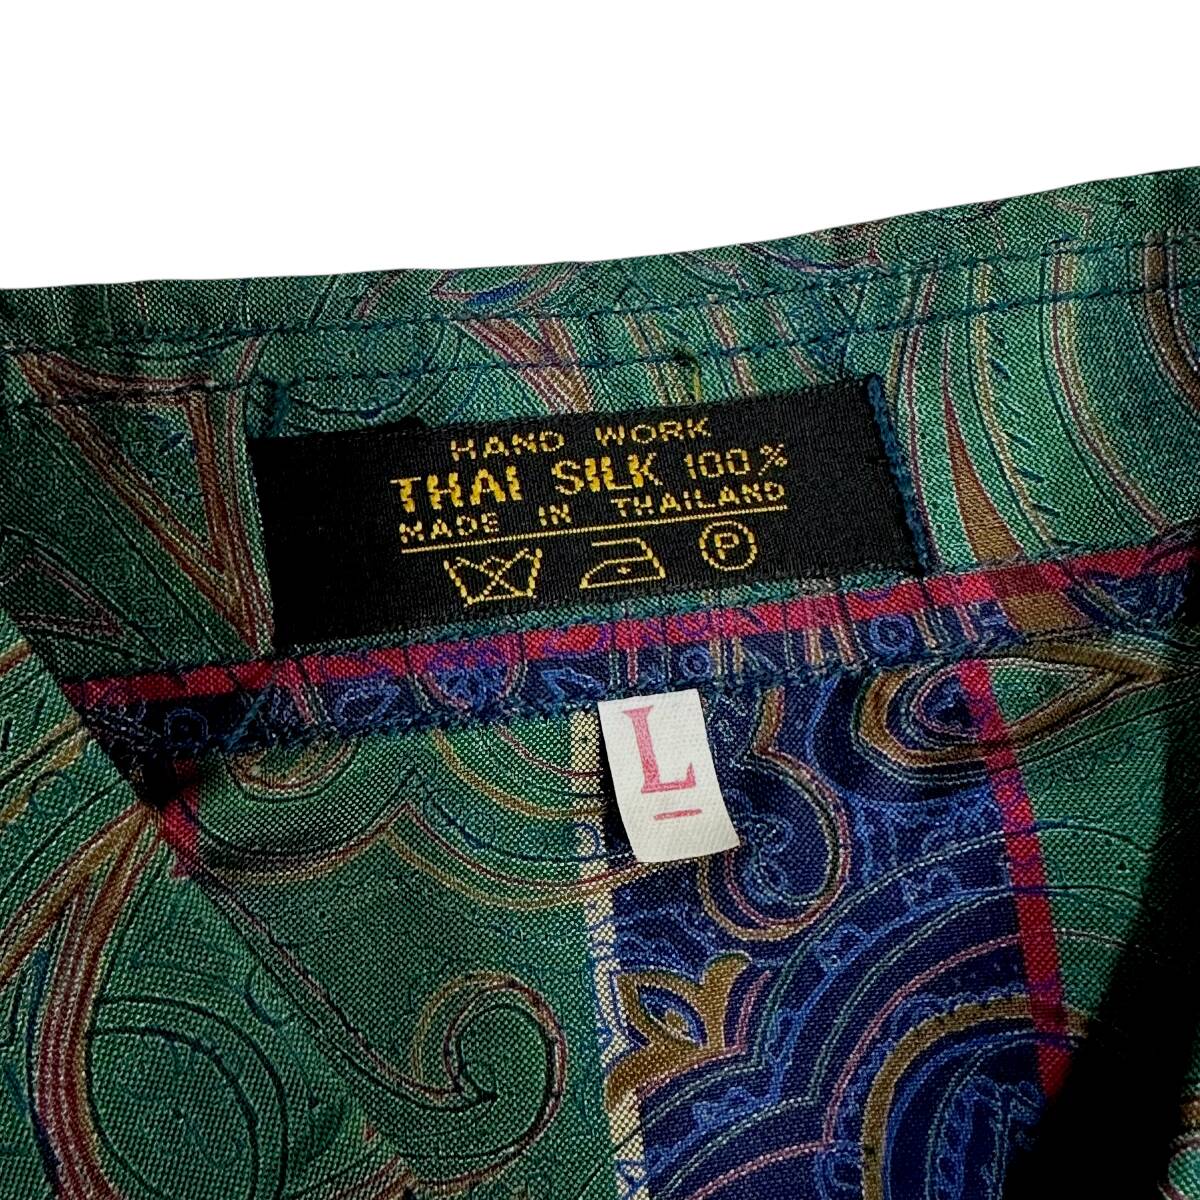 HAND WORK
THAI SILK 100%
MADE IN THAILAND
P
L